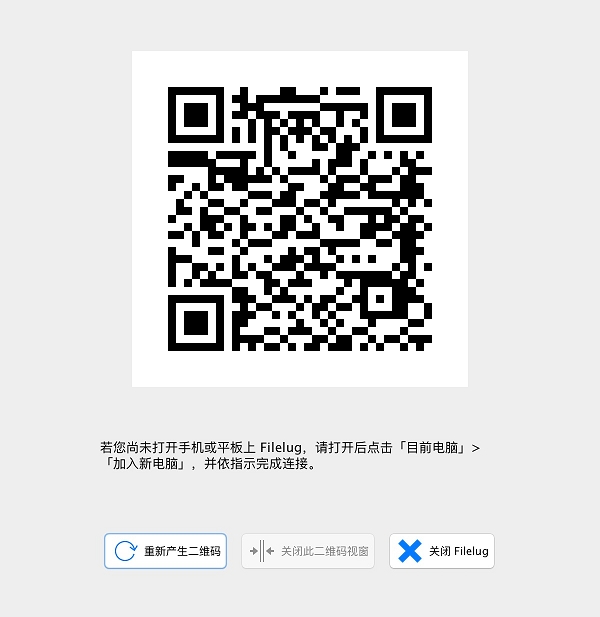 若您尚未打开手机或平板上 Filelug，请打开后点击「目前电脑」>
「加入新电脑」，并依指示完成连接。
重新产生二维码
关闭此二维码视窗
关闭 Filelug